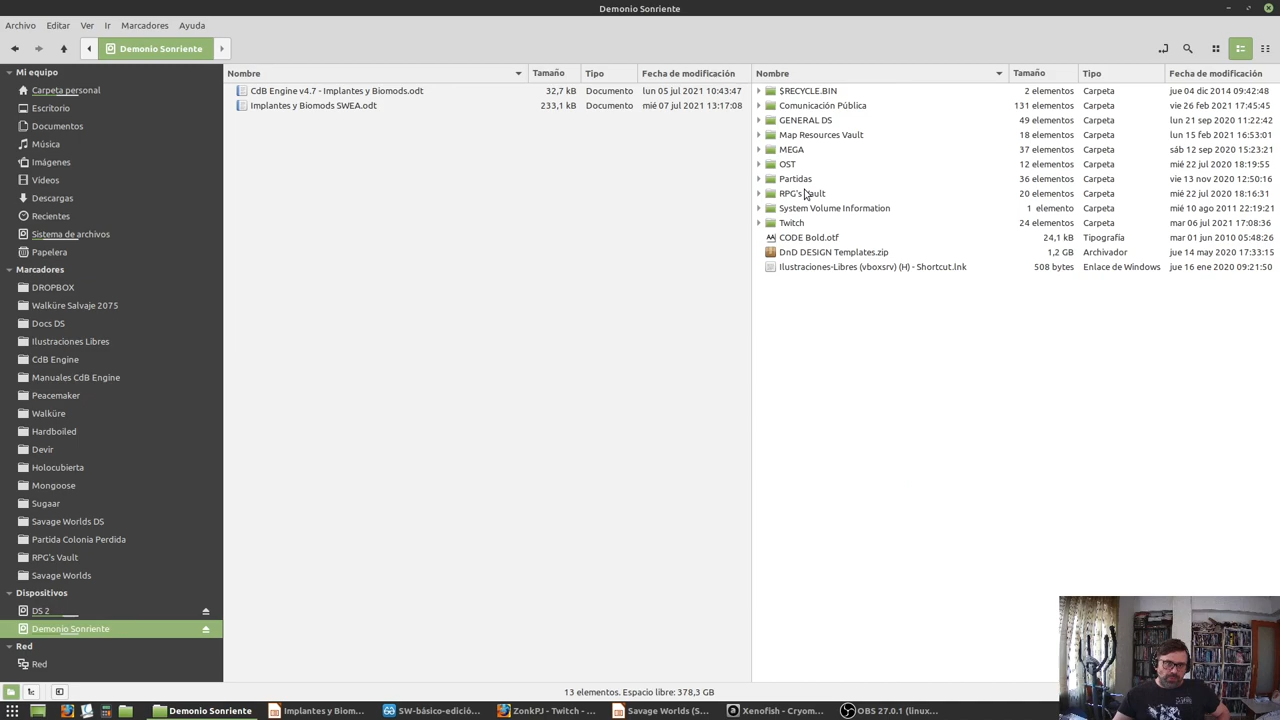 Demonio Sonriente
Archivo Editar Ver Ir Marcadores Ayuda
Demonio Sonriente
Mi equipo
Carpeta personal
Escritorio
Documentos
Música
Imágenes
Vídeos
Descargas
Recientes
Sistema de archivos
Papelera
Marcadores
DROPBOX
Walküre Salvaje 2075
Docs DS
Ilustraciones Libres
CdB Engine
Manuales CdB Engine
Peacemaker
Walküre
Hardboiled
Devir
Holocubierta
Mongoose
Sugaar
Savage Worlds DS
Partida Colonia Perdida
RPG's Vault
Savage Worlds
Dispositivos
DS 2
Demonio Sonriente
Red
Red
Nombre Tamaño Tipo Fecha de modificación
CdB Engine v4.7 - Implantes y Biomods.odt 32,7 kB Documento lun 05 jul 2021 10:43:47
Implantes y Biomods SWEA.odt 233,1 kB Documento mié 07 jul 2021 13:17:08
Nombre Tamaño Tipo Fecha de modificación
$RECYCLE.BIN 2 elementos Carpeta jue 04 dic 2014 09:42:48
Comunicación Pública 131 elementos Carpeta vie 26 feb 2021 17:45:45
GENERAL DS 49 elementos Carpeta lun 21 sep 2020 11:22:42
Map Resources Vault 18 elementos Carpeta lun 15 feb 2021 16:53:01
MEGA 37 elementos Carpeta sáb 12 sep 2020 15:23:21
OST 12 elementos Carpeta mié 22 jul 2020 18:19:55
Partidas 36 elementos Carpeta vie 13 nov 2020 12:50:16
RPG's Vault 20 elementos Carpeta mié 22 jul 2020 18:16:31
System Volume Information 1 elemento Carpeta mié 10 ago 2011 22:19:21
Twitch 24 elementos Carpeta mar 06 jul 2021 17:08:36
CODE Bold.otf 24,1 kB Tipografía mar 01 jun 2010 05:48:26
DnD DESIGN Templates.zip 1,2 GB Archivador jue 14 may 2020 17:33:15
Ilustraciones-Libres (vboxsrv) (H) - Shortcut.lnk 508 bytes Enlace de Windows jue 16 ene 2020 09:21:50
13 elementos. Espacio libre: 378,3 GB
Demonio Sonriente
Implantes y Biom...
SW-básico-edició...
ZonkPJ - Twitch - ...
Savage Worlds (S...
Xenofish - Cryom...
OBS 27.0.1 (linux...